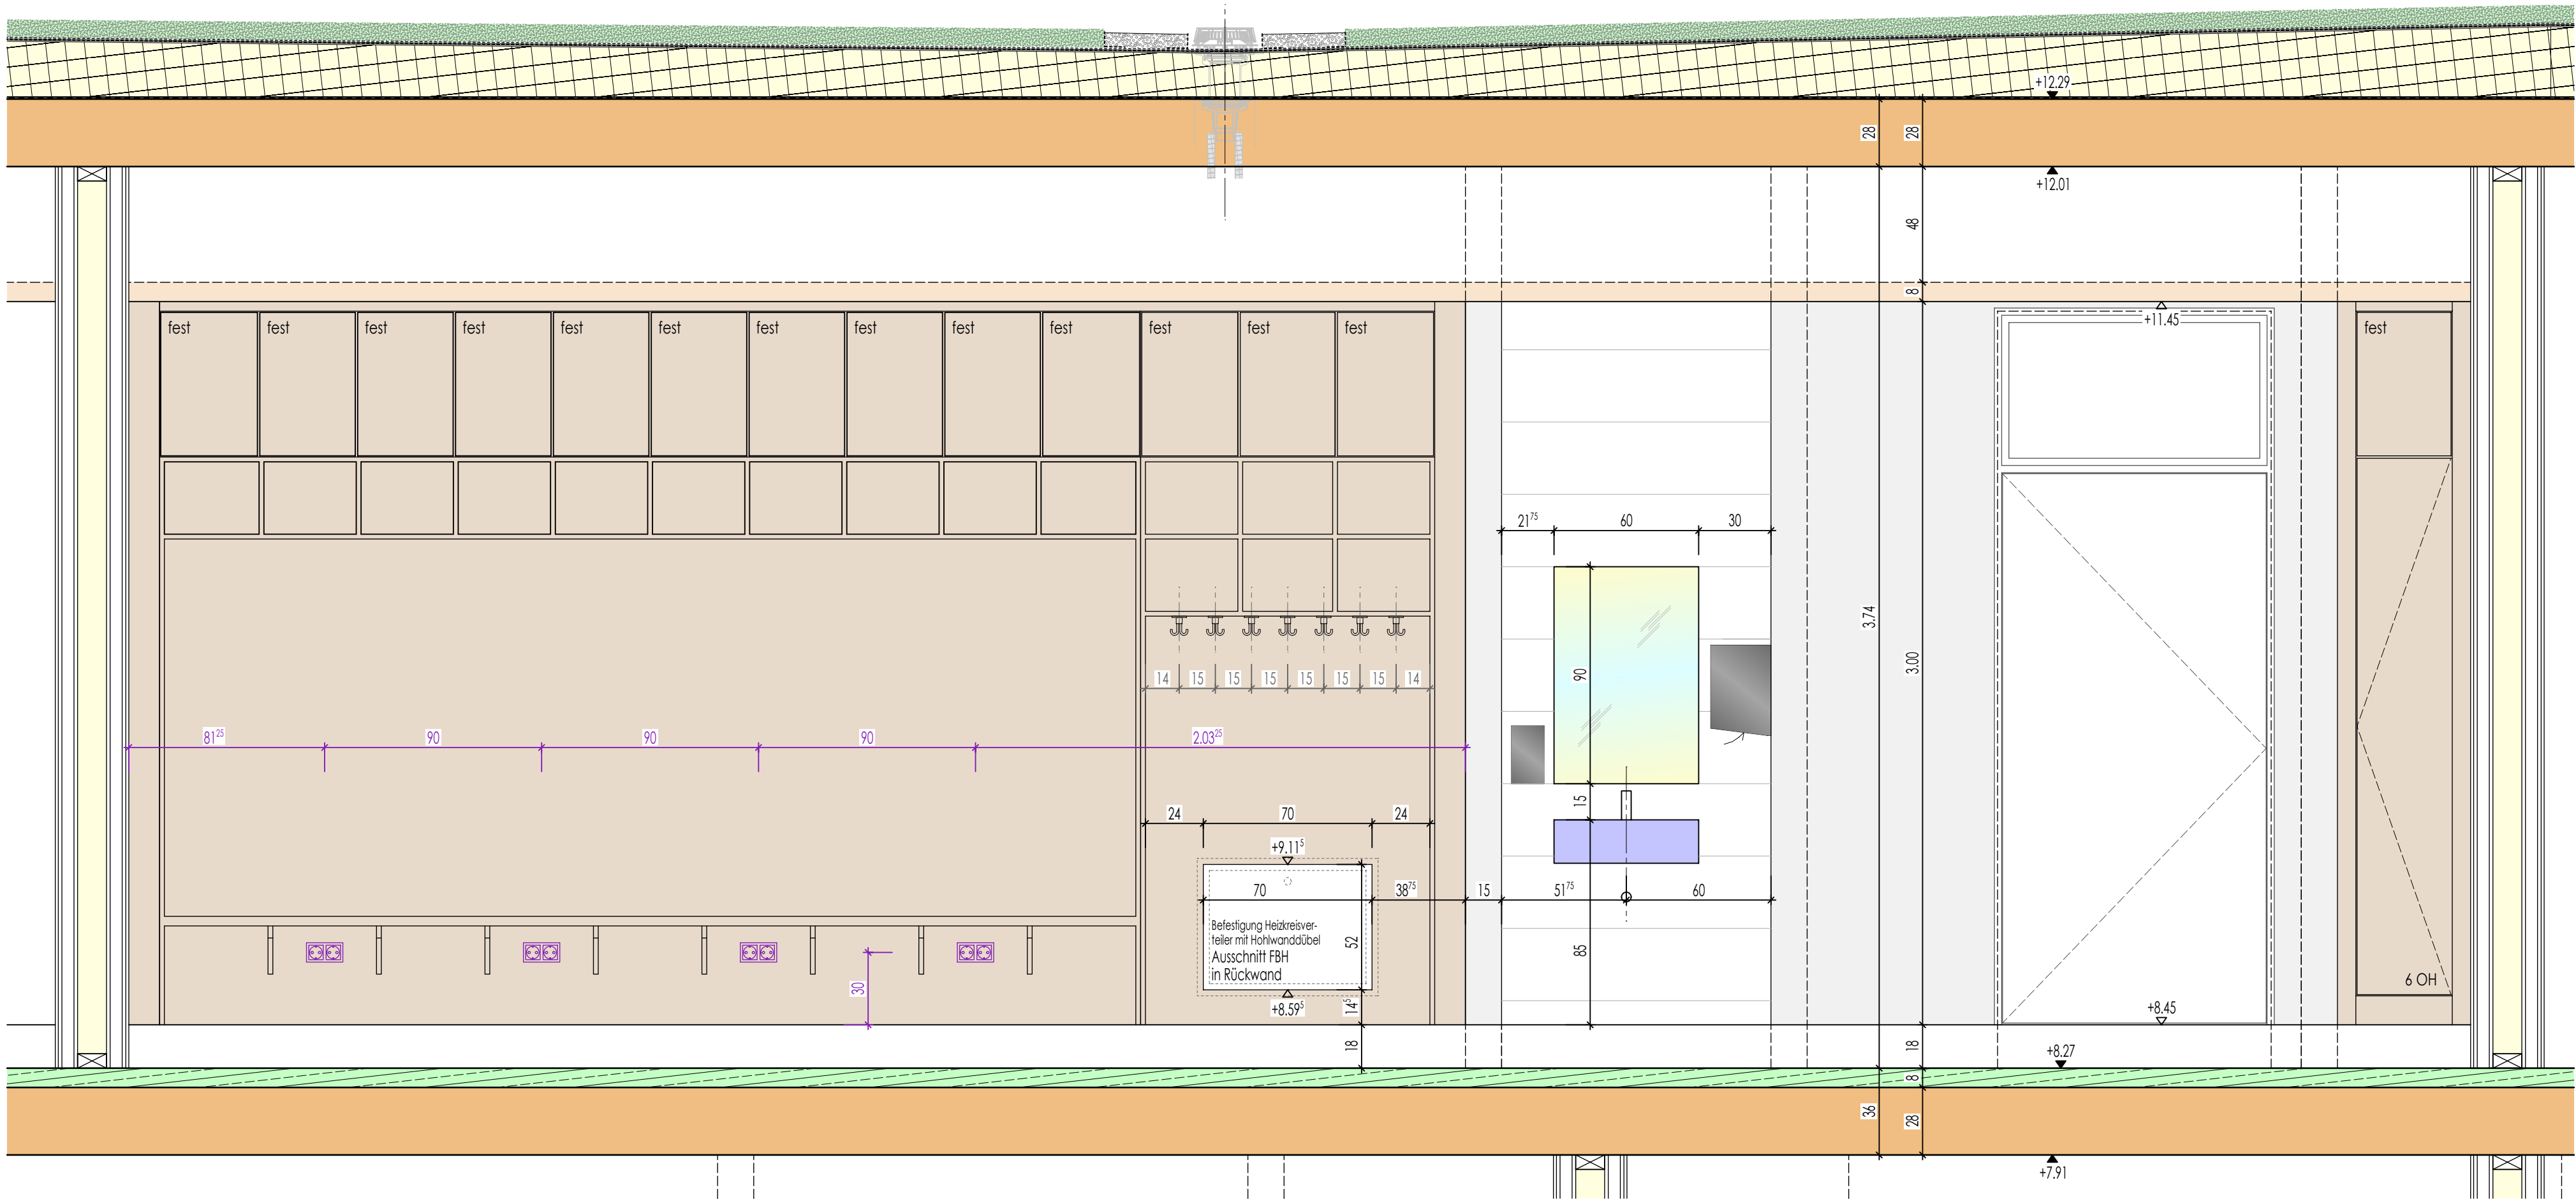 +12.29
28
28
+12.01
48
8
fest
fest
fest
fest
fest
fest
fest
fest
fest
fest
fest
fest
fest
+11.45
fest
21⁷⁵
60
30
3.74
3.00
90
14
15
15
15
15
15
15
14
81²⁵
90
90
90
2.03²⁵
15
24
70
24
+9.11⁵
70
38⁷⁵
15
51⁷⁵
60
Befestigung Heizkreisver-
teiler mit Hohlwanddübel
Ausschnitt FBH
in Rückwand
52
85
30
6 OH
+8.59⁵
14⁵
+8.45
18
18
+8.27
8
36
28
+7.91